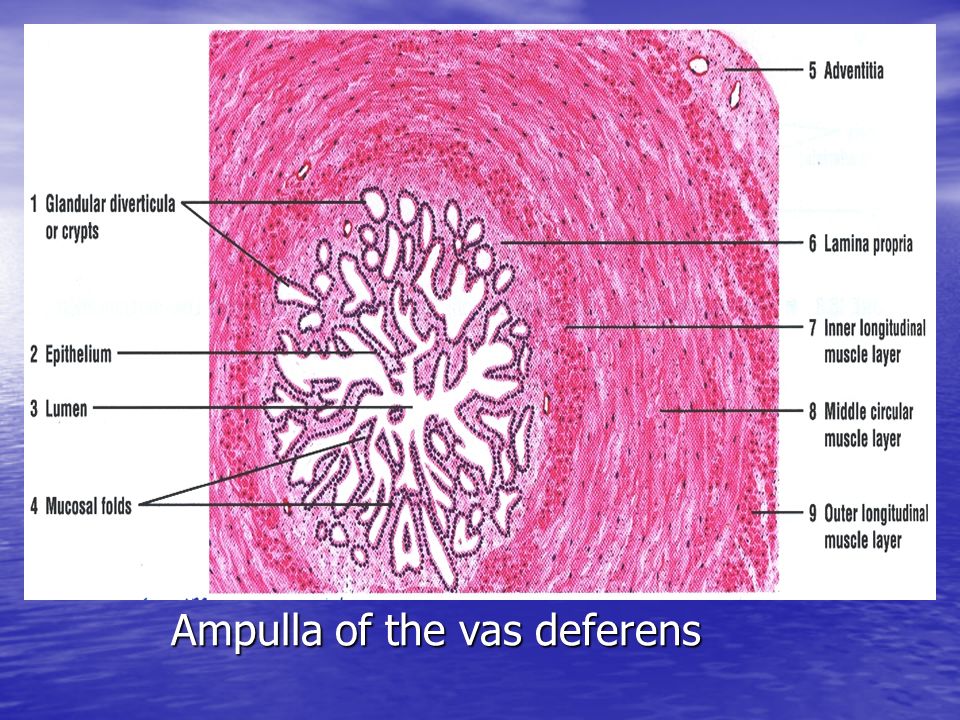 1 Glandular diverticula
or crypts
2 Epithelium
3 Lumen
4 Mucosal folds
5 Adventitia
6 Lamina propria
7 Inner longitudinal
muscle layer
8 Middle circular
muscle layer
9 Outer longitudinal
muscle layer
Ampulla of the vas deferens